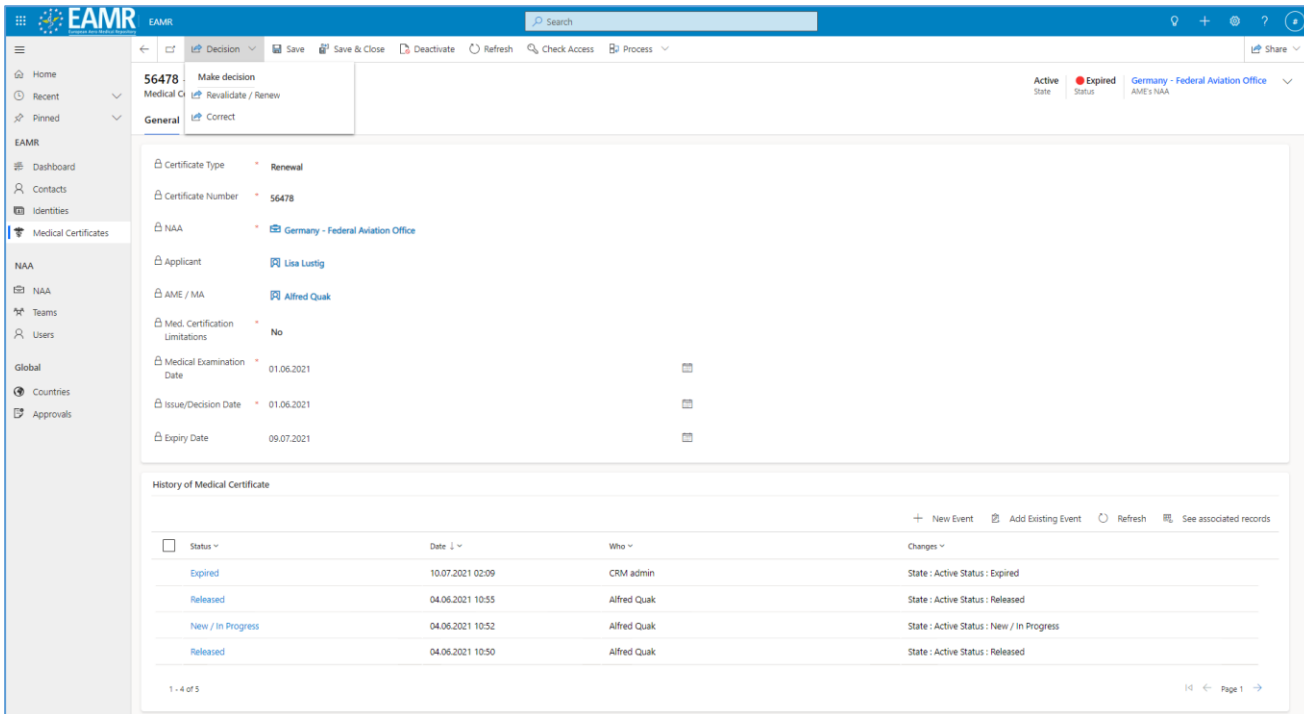 EAMR
European Aero Medical Repository
EAMR
Search
Decision
Save
Save & Close
Deactivate
Refresh
Check Access
Process
Share
Home
Recent
Pinned
EAMR
Dashboard
Contacts
Identities
Medical Certificates
NAA
NAA
Teams
Users
Global
Countries
Approvals
Make decision
Revalidate / Renew
Correct
56478 -
General
Active
State
Expired
Status
Germany - Federal Aviation Office
AME's NAA
Certificate Type * Renewal
Certificate Number * 56478
NAA * Germany - Federal Aviation Office
Applicant Lisa Lustig
AME / MA Alfred Quak
Med. Certification *
Limitations No
Medical Examination *
Date 01.06.2021
Issue/Decision Date * 01.06.2021
Expiry Date 09.07.2021
History of Medical Certificate
New Event Add Existing Event Refresh See associated records
Status Date ↓ Who Changes
Expired 10.07.2021 02:09 CRM admin State : Active Status : Expired
Released 04.06.2021 10:55 Alfred Quak State : Active Status : Released
New / In Progress 04.06.2021 10:52 Alfred Quak State : Active Status : New / In Progress
Released 04.06.2021 10:50 Alfred Quak State : Active Status : Released
1 - 4 of 5
Page 1